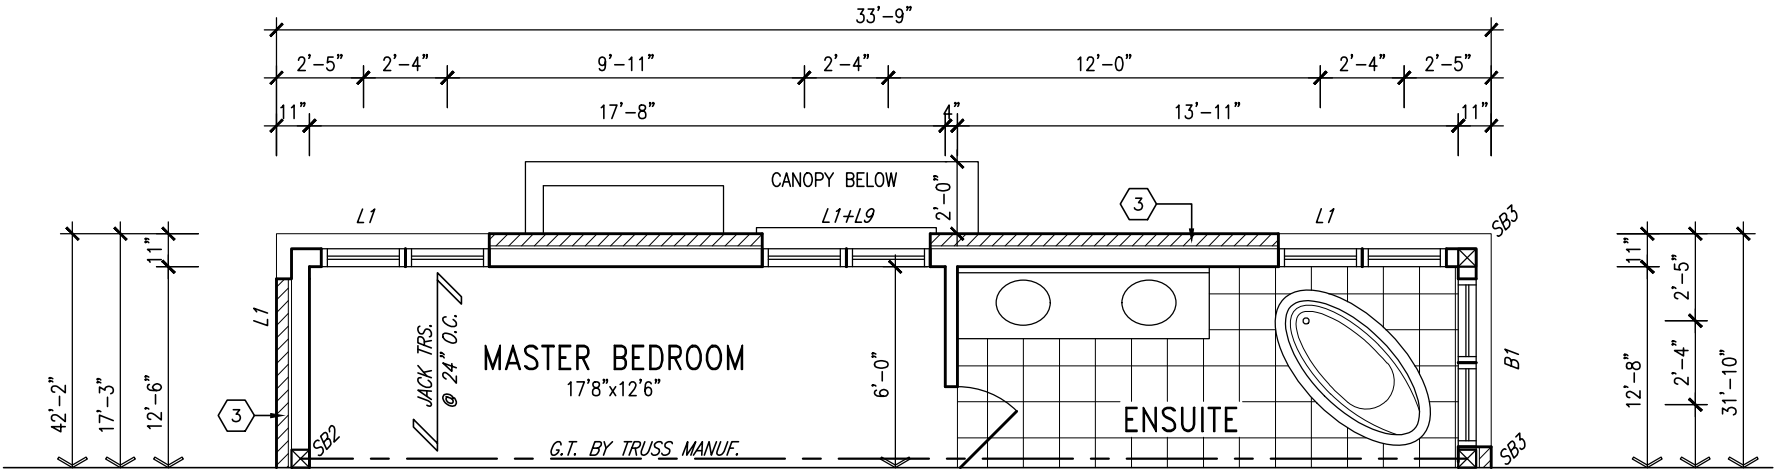 33'-9"
2'-5" 2'-4" 9'-11" 2'-4" 12'-0" 2'-4" 2'-5"
11" 17'-8" 4" 13'-11" 11"
CANOPY BELOW
2'-0"
3
L1
L1+L9
L1
SB3
11"
11"
2'-5"
L1
JACK TRS.
@ 24" O.C.
MASTER BEDROOM
17'8"x12'6"
6'-0"
B1
42'-2"
17'-3"
12'-6"
12'-8"
2'-4"
31'-10"
3
ENSUITE
SB2
G.T. BY TRUSS MANUF.
SB3